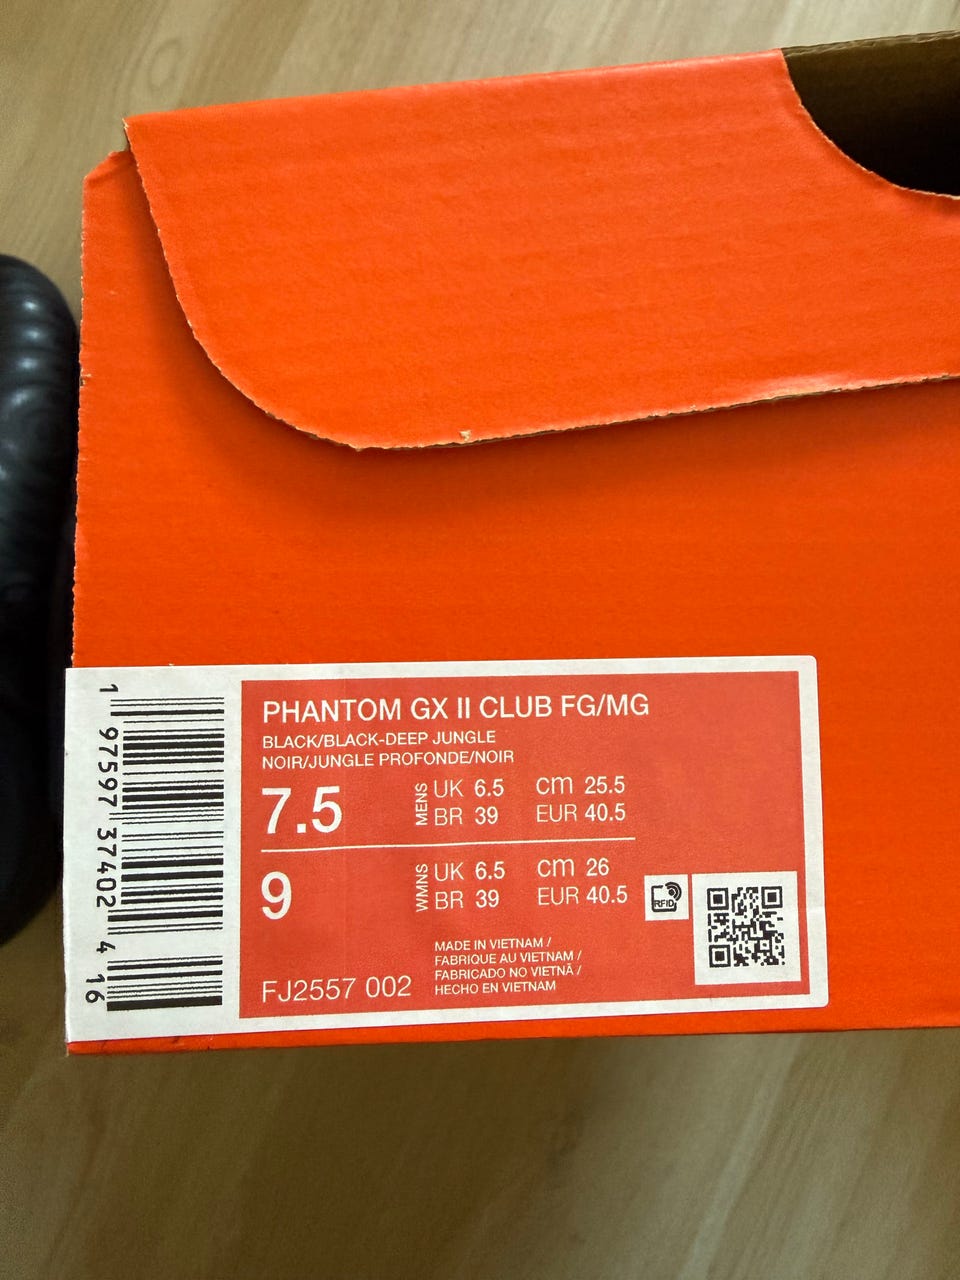 PHANTOM GX II CLUB FG/MG
BLACK/BLACK-DEEP JUNGLE
NOIR/JUNGLE PROFONDE/NOIR
7.5 MENS UK 6.5 cm 25.5
BR 39 EUR 40.5
9 WMNS UK 6.5 cm 26
BR 39 EUR 40.5
RFID
MADE IN VIETNAM /
FABRIQUE AU VIETNAM /
FABRICADO NO VIETNÃ /
HECHO EN VIETNAM
FJ2557 002
1 97597 37402 4 16